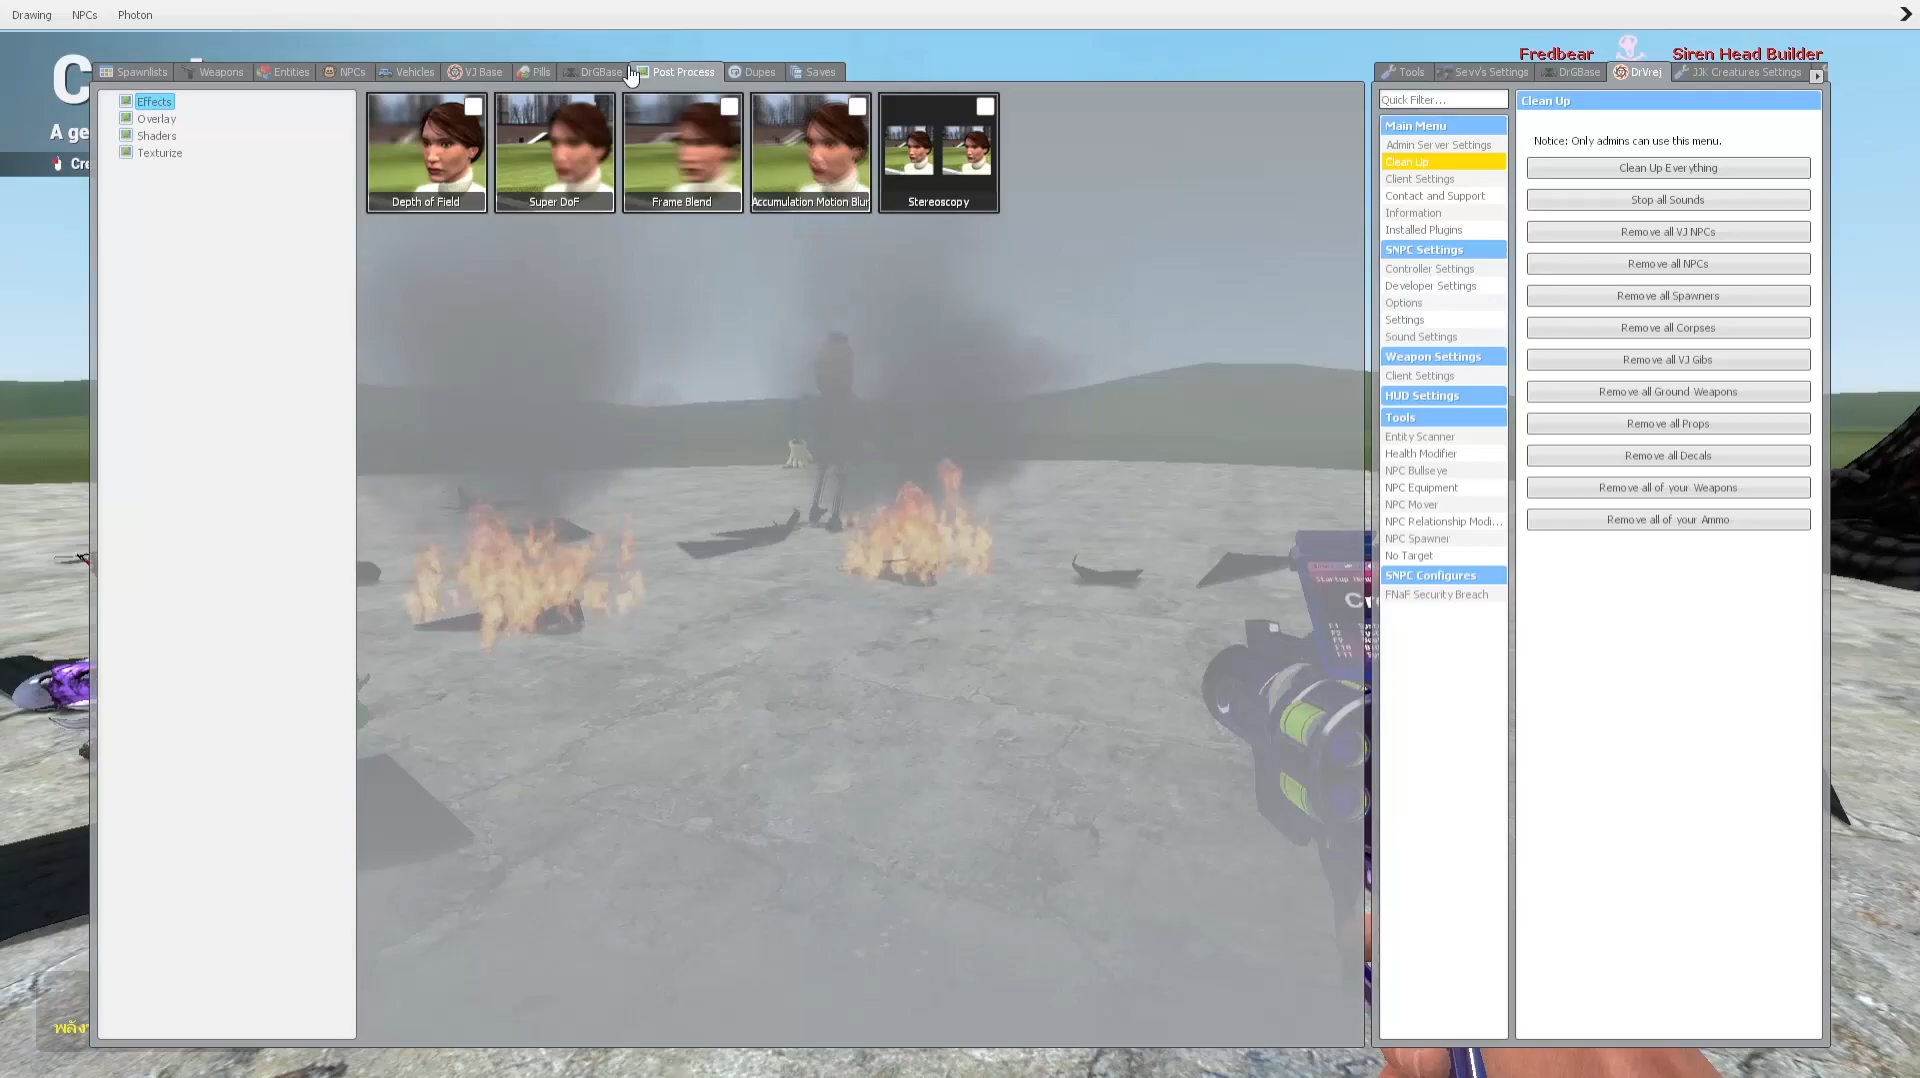 Drawing NPCs Photon
Fredbear Siren Head Builder
Spawnlists Weapons Entities NPCs Vehicles VJ Base Pills DrGBase Post Process Dupes Saves
Tools Sevv's Settings DrGBase DrVrej JJK Creatures Settings
A ge
Cre
Effects
Overlay
Shaders
Texturize
Depth of Field
Super DoF
Frame Blend
Accumulation Motion Blur
Stereoscopy
Quick Filter...
Main Menu
Admin Server Settings
Clean Up
Client Settings
Contact and Support
Information
Installed Plugins
SNPC Settings
Controller Settings
Developer Settings
Options
Settings
Sound Settings
Weapon Settings
Client Settings
HUD Settings
Tools
Entity Scanner
Health Modifier
NPC Bullseye
NPC Equipment
NPC Mover
NPC Relationship Modi...
NPC Spawner
No Target
SNPC Configures
FNaF Security Breach
Clean Up
Notice: Only admins can use this menu.
Clean Up Everything
Stop all Sounds
Remove all VJ NPCs
Remove all NPCs
Remove all Spawners
Remove all Corpses
Remove all VJ Gibs
Remove all Ground Weapons
Remove all Props
Remove all Decals
Remove all of your Weapons
Remove all of your Ammo